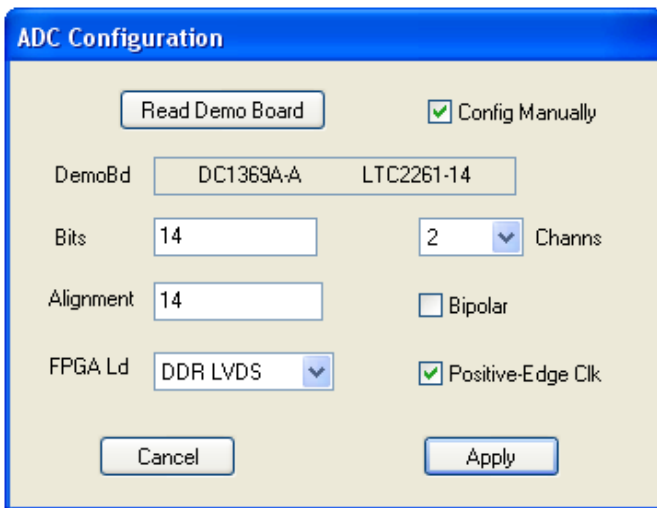 ADC Configuration
Read Demo Board Config Manually
DemoBd DC1369A-A LTC2261-14
Bits 14 2 Channs
Alignment 14 Bipolar
FPGA Ld DDR LVDS Positive-Edge Clk
Cancel Apply